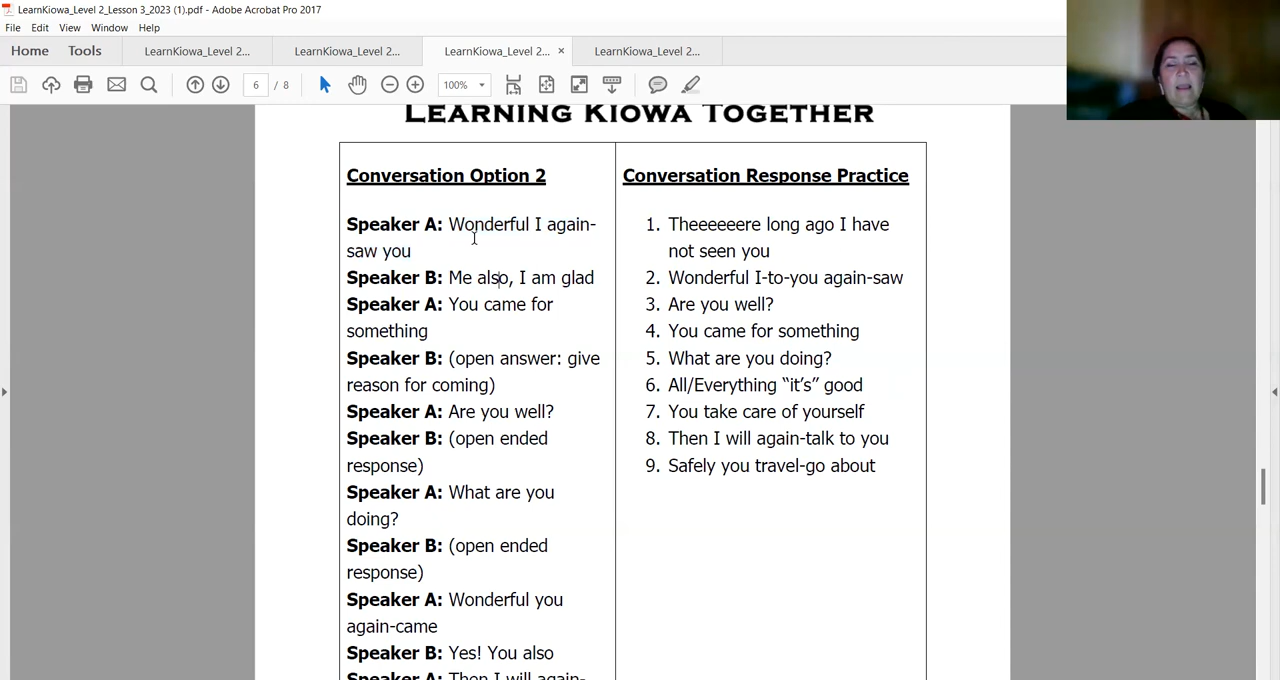 LearnKiowa_Level 2_Lesson 3_2023 (1).pdf - Adobe Acrobat Pro 2017
File Edit View Window Help
Home Tools LearnKiowa_Level 2... LearnKiowa_Level 2... LearnKiowa_Level 2... × LearnKiowa_Level 2...
6 / 8 100%
LEARNING KIOWA TOGETHER
Conversation Option 2
Speaker A: Wonderful I again-
saw you
Speaker B: Me also, I am glad
Speaker A: You came for
something
Speaker B: (open answer: give
reason for coming)
Speaker A: Are you well?
Speaker B: (open ended
response)
Speaker A: What are you
doing?
Speaker B: (open ended
response)
Speaker A: Wonderful you
again-came
Speaker B: Yes! You also
Speaker A: Then I will again-
Conversation Response Practice
1. Theeeeeere long ago I have
not seen you
2. Wonderful I-to-you again-saw
3. Are you well?
4. You came for something
5. What are you doing?
6. All/Everything “it’s” good
7. You take care of yourself
8. Then I will again-talk to you
9. Safely you travel-go about